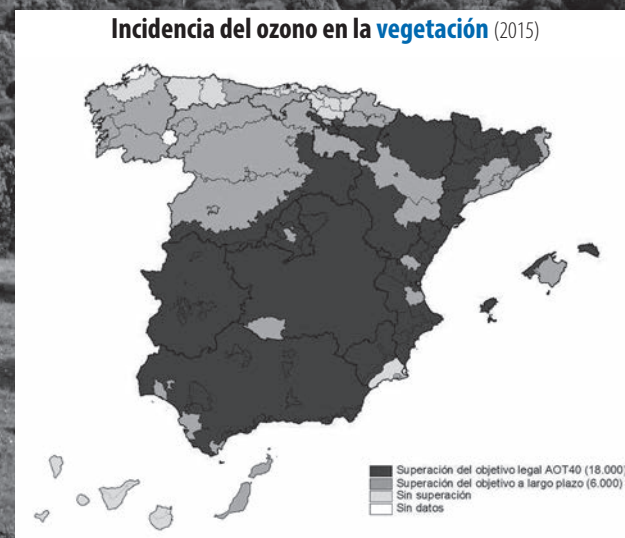 Incidencia del ozono en la vegetación (2015)
Superación del objetivo legal AOT40 (18.000)
Superación del objetivo a largo plazo (6.000)
Sin superación
Sin datos